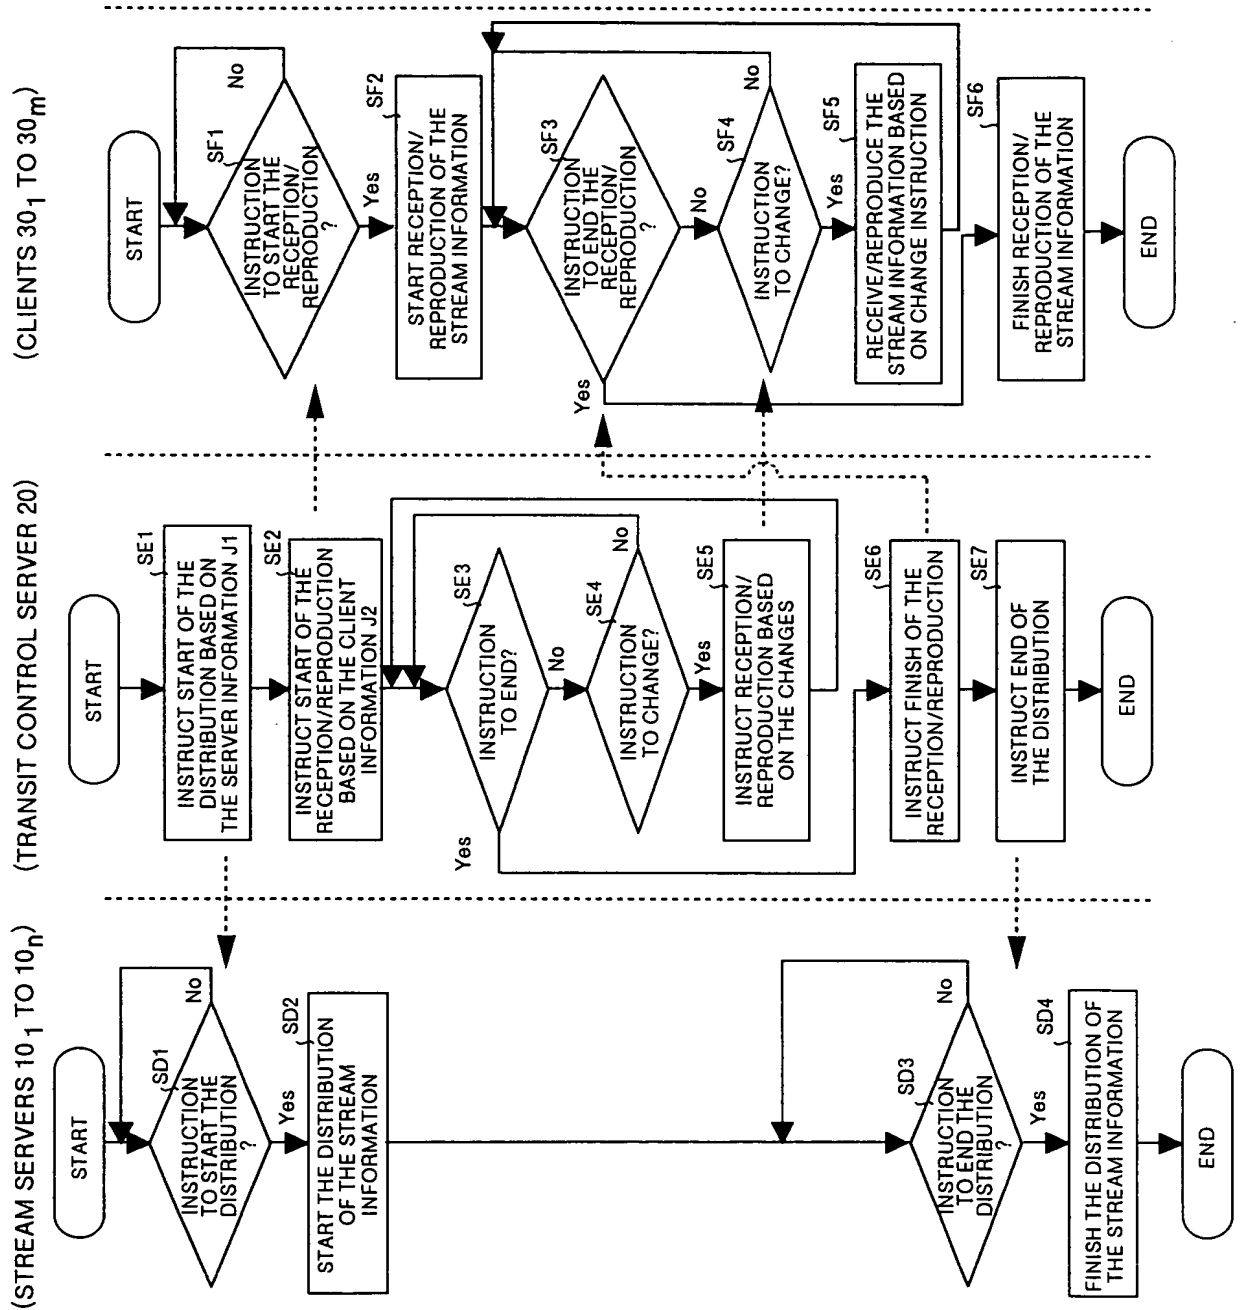 (STREAM SERVERS 10₁ TO 10ₙ)
START
SD1
INSTRUCTION
TO START THE
DISTRIBUTION
?
No
Yes
SD2
START THE DISTRIBUTION
OF THE STREAM
INFORMATION
SD3
INSTRUCTION
TO END THE
DISTRIBUTION
?
No
Yes
SD4
FINISH THE DISTRIBUTION OF
THE STREAM INFORMATION
END
(TRANSIT CONTROL SERVER 20)
START
SE1
INSTRUCT START OF THE
DISTRIBUTION BASED ON
THE SERVER INFORMATION J1
SE2
INSTRUCT START OF THE
RECEPTION/REPRODUCTION
BASED ON THE CLIENT
INFORMATION J2
SE3
INSTRUCTION
TO END?
Yes
No
SE4
INSTRUCTION
TO CHANGE?
No
Yes
SE5
INSTRUCT RECEPTION/
REPRODUCTION BASED
ON THE CHANGES
SE6
INSTRUCT FINISH OF THE
RECEPTION/REPRODUCTION
SE7
INSTRUCT END OF
THE DISTRIBUTION
END
(CLIENTS 30₁ TO 30ₘ)
START
SF1
INSTRUCTION
TO START THE
RECEPTION/
REPRODUCTION
?
No
Yes
SF2
START RECEPTION/
REPRODUCTION OF THE
STREAM INFORMATION
SF3
INSTRUCTION
TO END THE
RECEPTION/
REPRODUCTION
?
Yes
No
SF4
INSTRUCTION
TO CHANGE?
No
Yes
SF5
RECEIVE/REPRODUCE THE
STREAM INFORMATION BASED
ON CHANGE INSTRUCTION
SF6
FINISH RECEPTION/
REPRODUCTION OF THE
STREAM INFORMATION
END